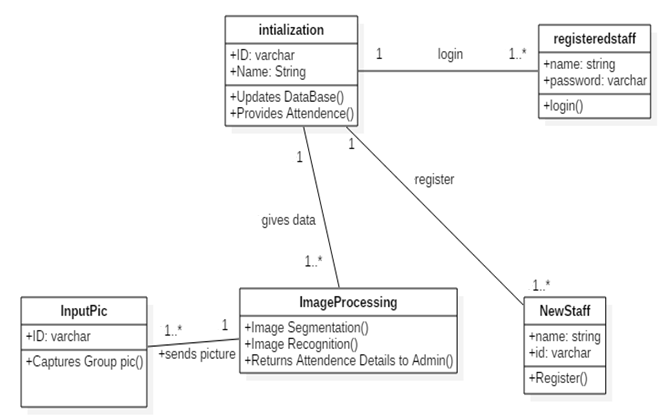 intialization
+ID: varchar
+Name: String
+Updates DataBase()
+Provides Attendence()
1
login
1..*
registeredstaff
+name: string
+password: varchar
+login()
1
1
register
gives data
1..*
1..*
InputPic
+ID: varchar
+Captures Group pic()
1..*
1
+sends picture
ImageProcessing
+Image Segmentation()
+Image Recognition()
+Returns Attendence Details to Admin()
NewStaff
+name: string
+id: varchar
+Register()